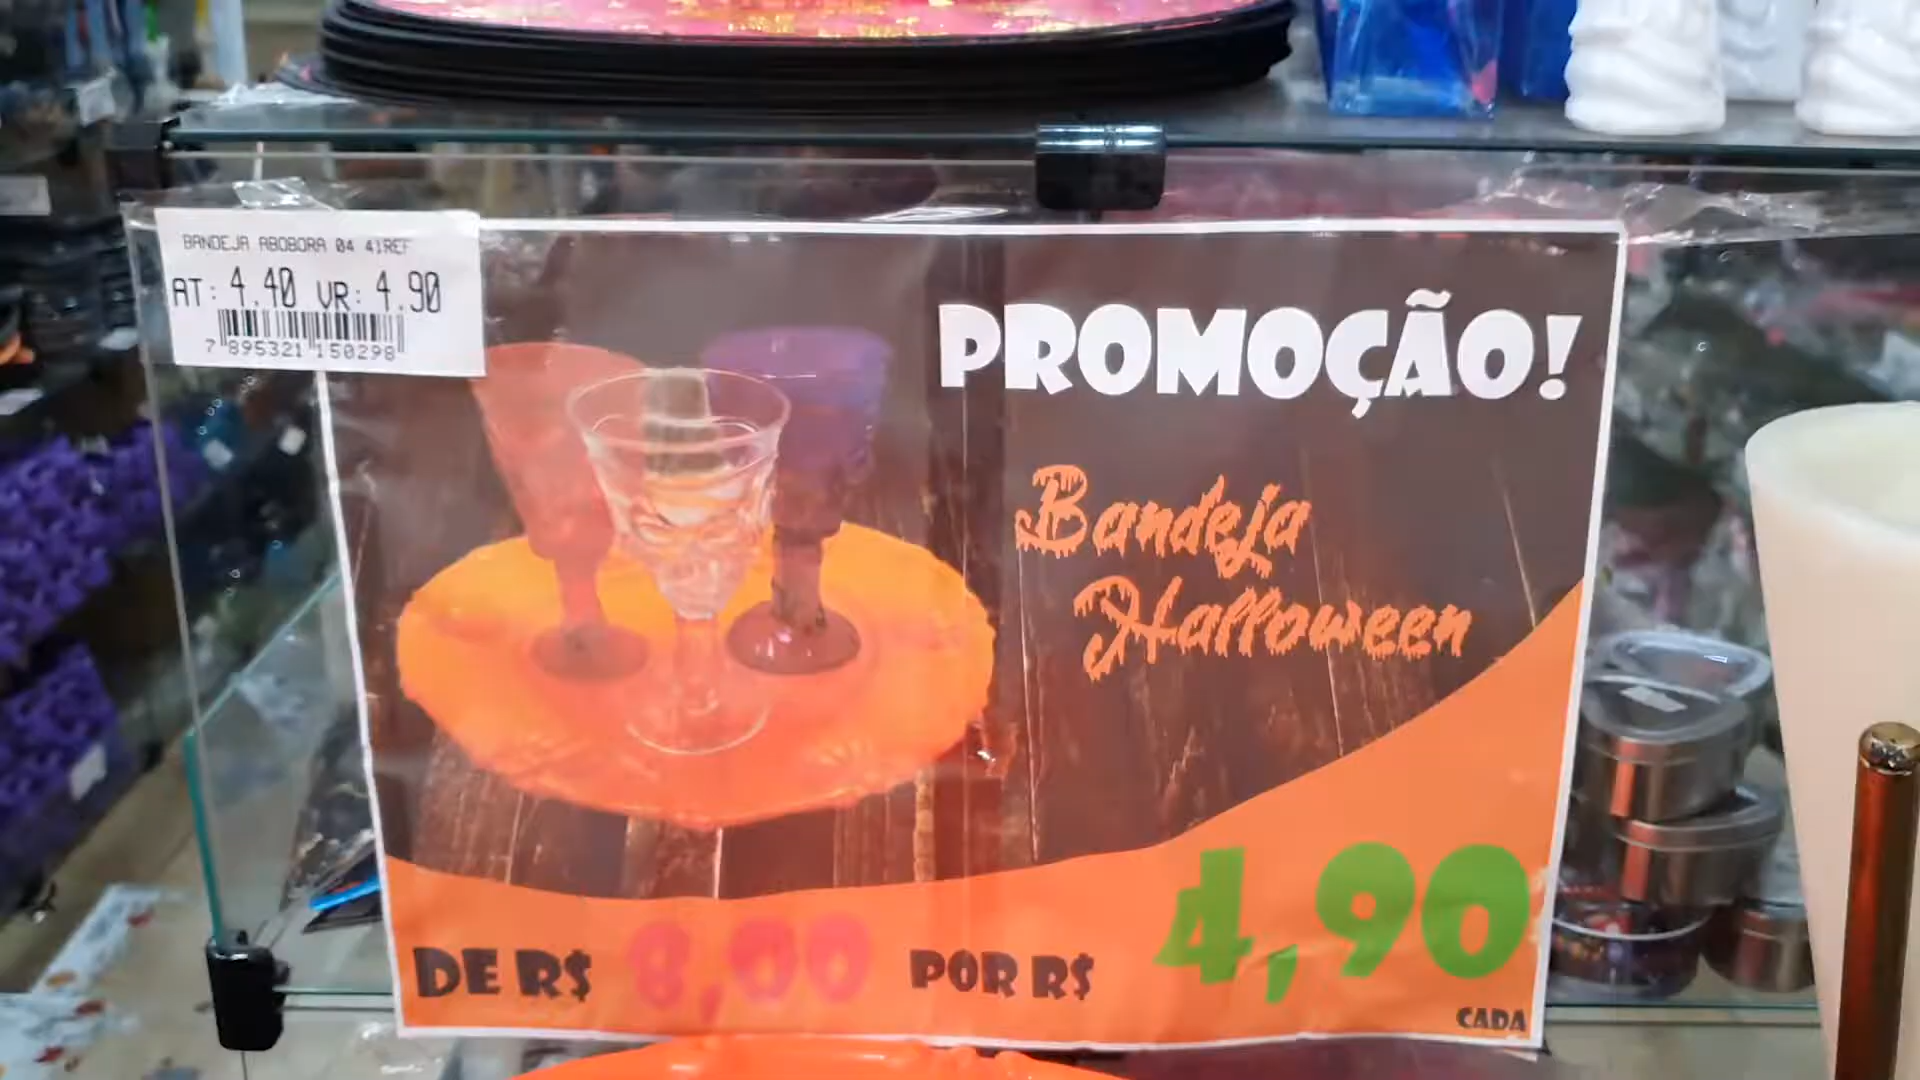 BANDEJA ABOBORA 04 41REF
AT: 4.40 VR: 4.90
7 895321 150298
PROMOÇÃO!
Bandeja
Halloween
DE R$ 8,00 POR R$ 4,90
CADA